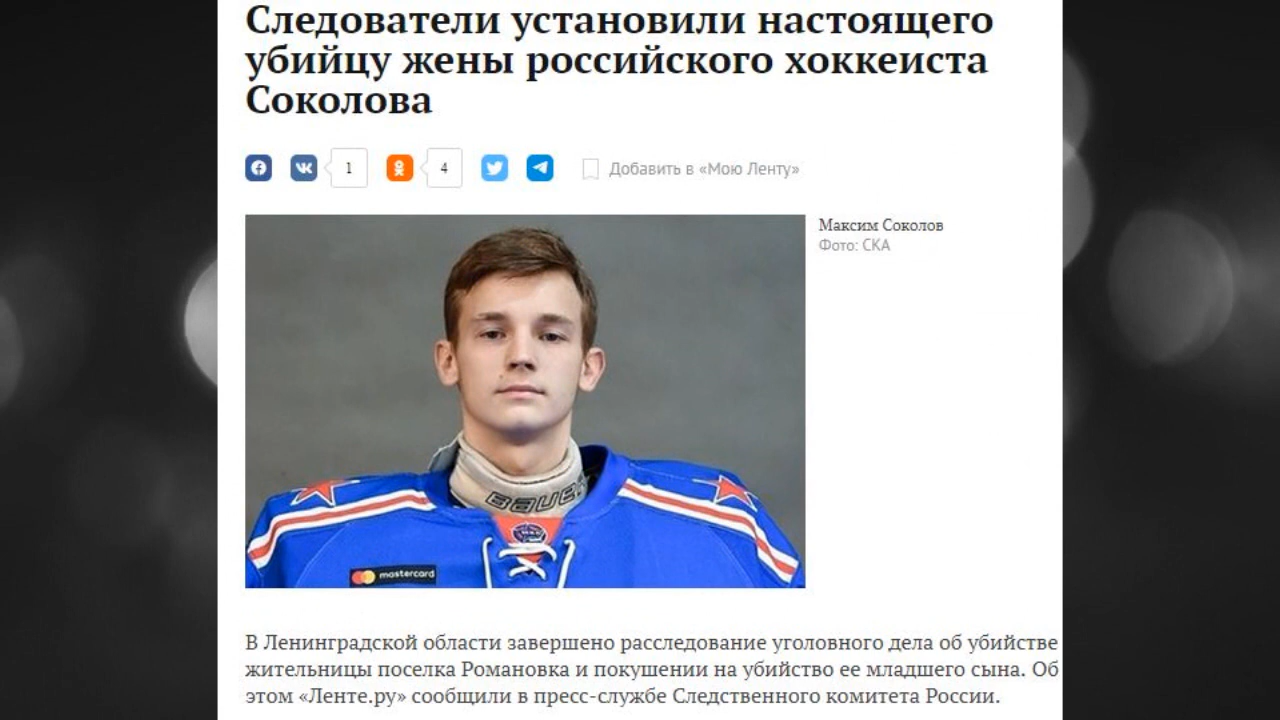 Следователи установили настоящего
убийцу жены российского хоккеиста
Соколова
1
4
Добавить в «Мою Ленту»
Максим Соколов
Фото: СКА
BAUER
mastercard
В Ленинградской области завершено расследование уголовного дела об убийстве
жительницы поселка Романовка и покушении на убийство ее младшего сына. Об
этом «Ленте.ру» сообщили в пресс-службе Следственного комитета России.